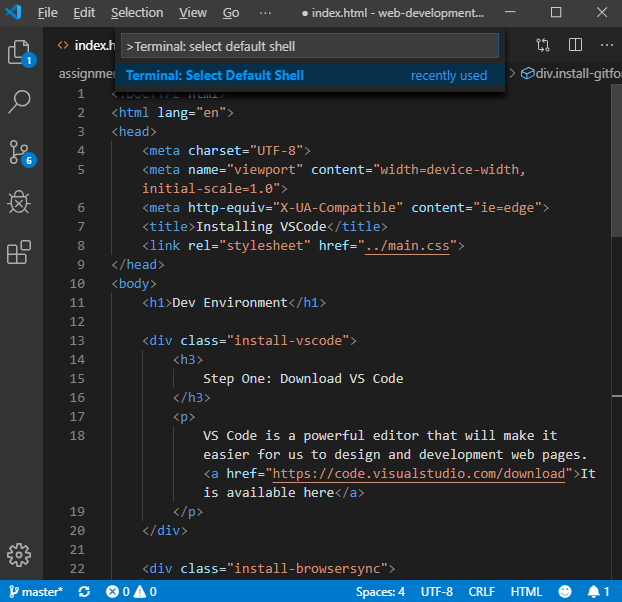 File Edit Selection View Go ··· ● index.html - web-development...
1
<> index.h
>Terminal: select default shell
assignme
Terminal: Select Default Shell recently used
div.install-gitfo
1 <!DOCTYPE html>
2 <html lang="en">
3 <head>
4 <meta charset="UTF-8">
5 <meta name="viewport" content="width=device-width,
initial-scale=1.0">
6 <meta http-equiv="X-UA-Compatible" content="ie=edge">
7 <title>Installing VSCode</title>
8 <link rel="stylesheet" href="../main.css">
9 </head>
10 <body>
11 <h1>Dev Environment</h1>
12
13 <div class="install-vscode">
14 <h3>
15 Step One: Download VS Code
16 </h3>
17 <p>
18 VS Code is a powerful editor that will make it
easier for us to design and development web pages.
<a href="https://code.visualstudio.com/download">It
is available here</a>
19 </p>
20 </div>
21
22 <div class="install-browsersync">
6
master* 0 0 Spaces: 4 UTF-8 CRLF HTML 1